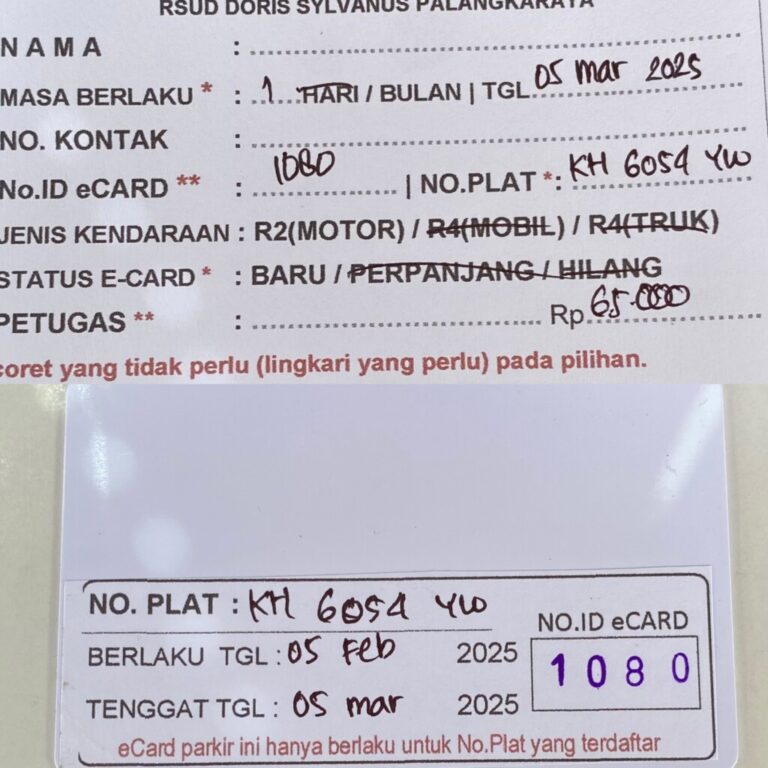 RSUD DORIS SYLVANUS PALANGKARAYA
NAMA :
MASA BERLAKU * : 1 HARI / BULAN | TGL 05 Mar 2025
NO. KONTAK :
No.ID eCARD ** : 1080 | NO.PLAT *: KH 6054 YW
JENIS KENDARAAN : R2(MOTOR) / R4(MOBIL) / R4(TRUK)
STATUS E-CARD * : BARU / PERPANJANG / HILANG
PETUGAS ** : Rp 65.000
coret yang tidak perlu (lingkari yang perlu) pada pilihan.
NO. PLAT : KH 6054 YW
NO.ID eCARD
BERLAKU TGL : 05 Feb 2025
1080
TENGGAT TGL : 05 mar 2025
eCard parkir ini hanya berlaku untuk No.Plat yang terdaftar